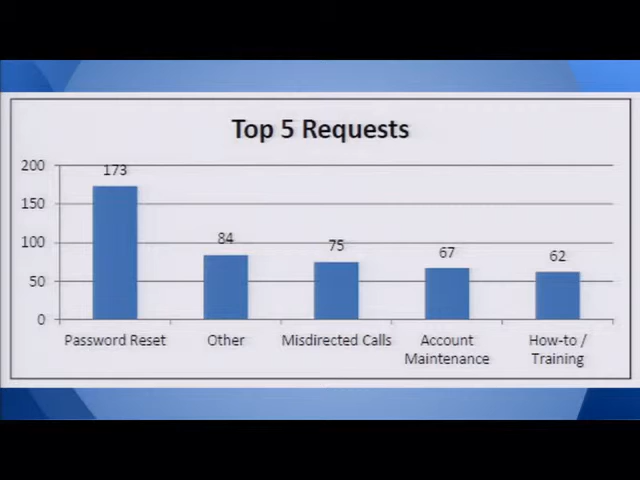 Top 5 Requests
200
150
100
50
0
173
84
75
67
62
Password Reset
Other
Misdirected Calls
Account
Maintenance
How-to /
Training